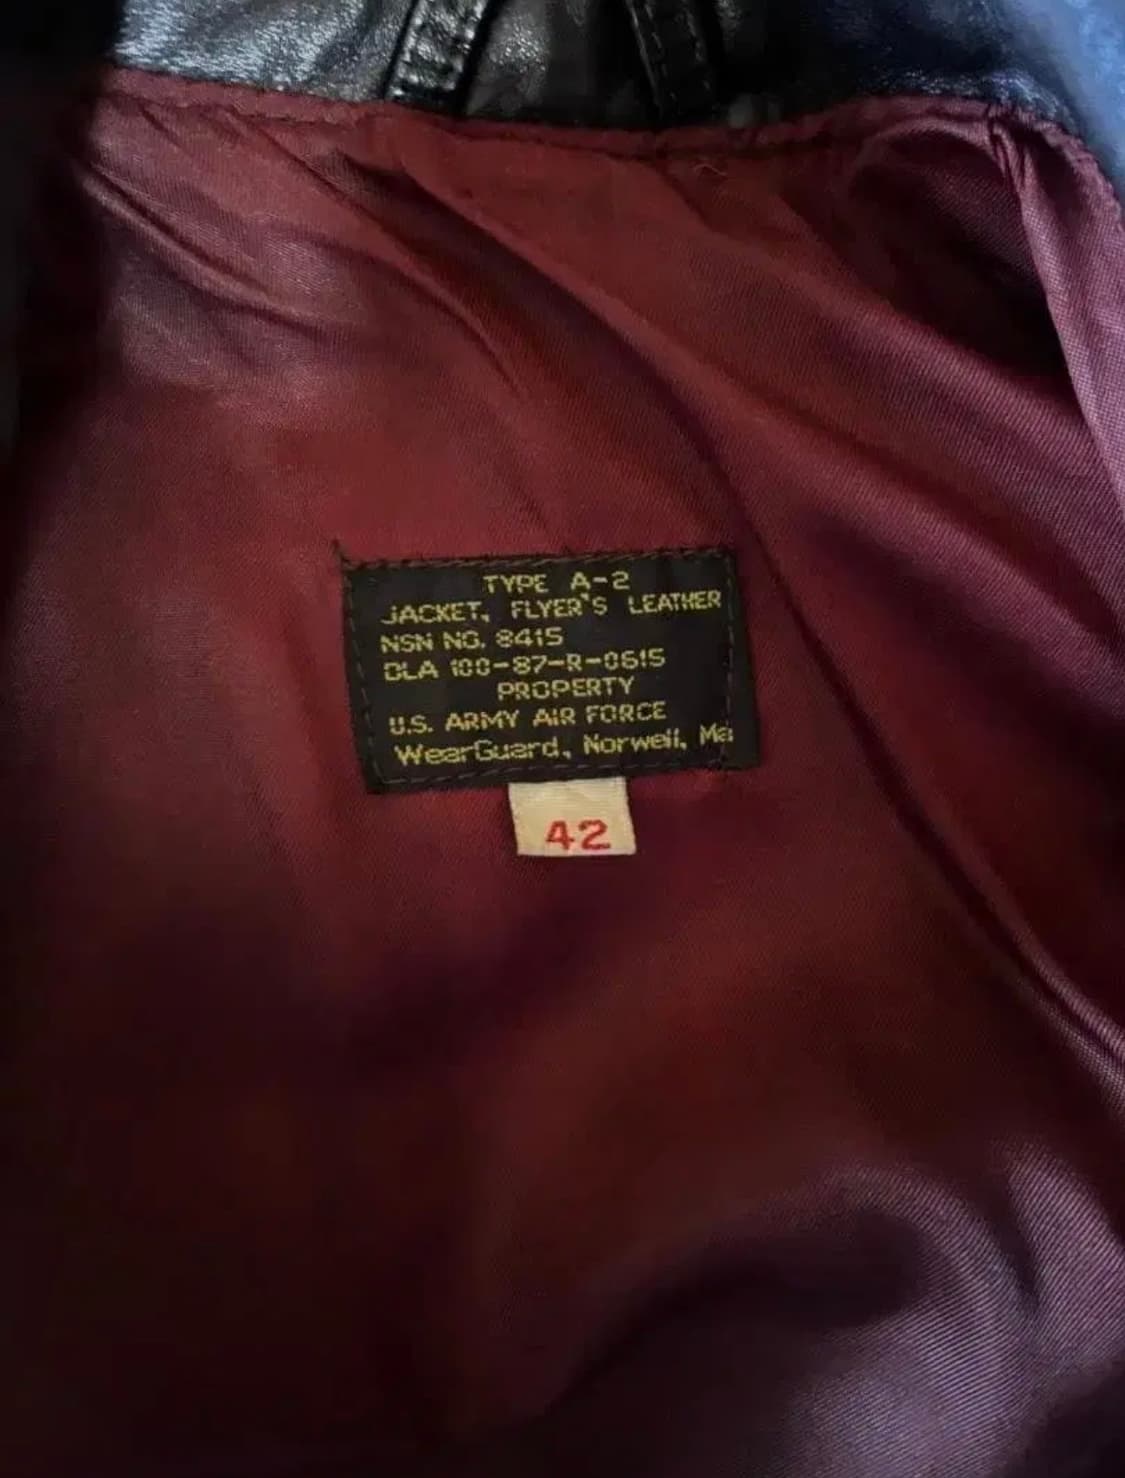 TYPE A-2
JACKET, FLYER'S LEATHER
NSN NO. 8415
DLA 100-87-R-0615
PROPERTY
U.S. ARMY AIR FORCE
WearGuard, Norwell, Ma
42